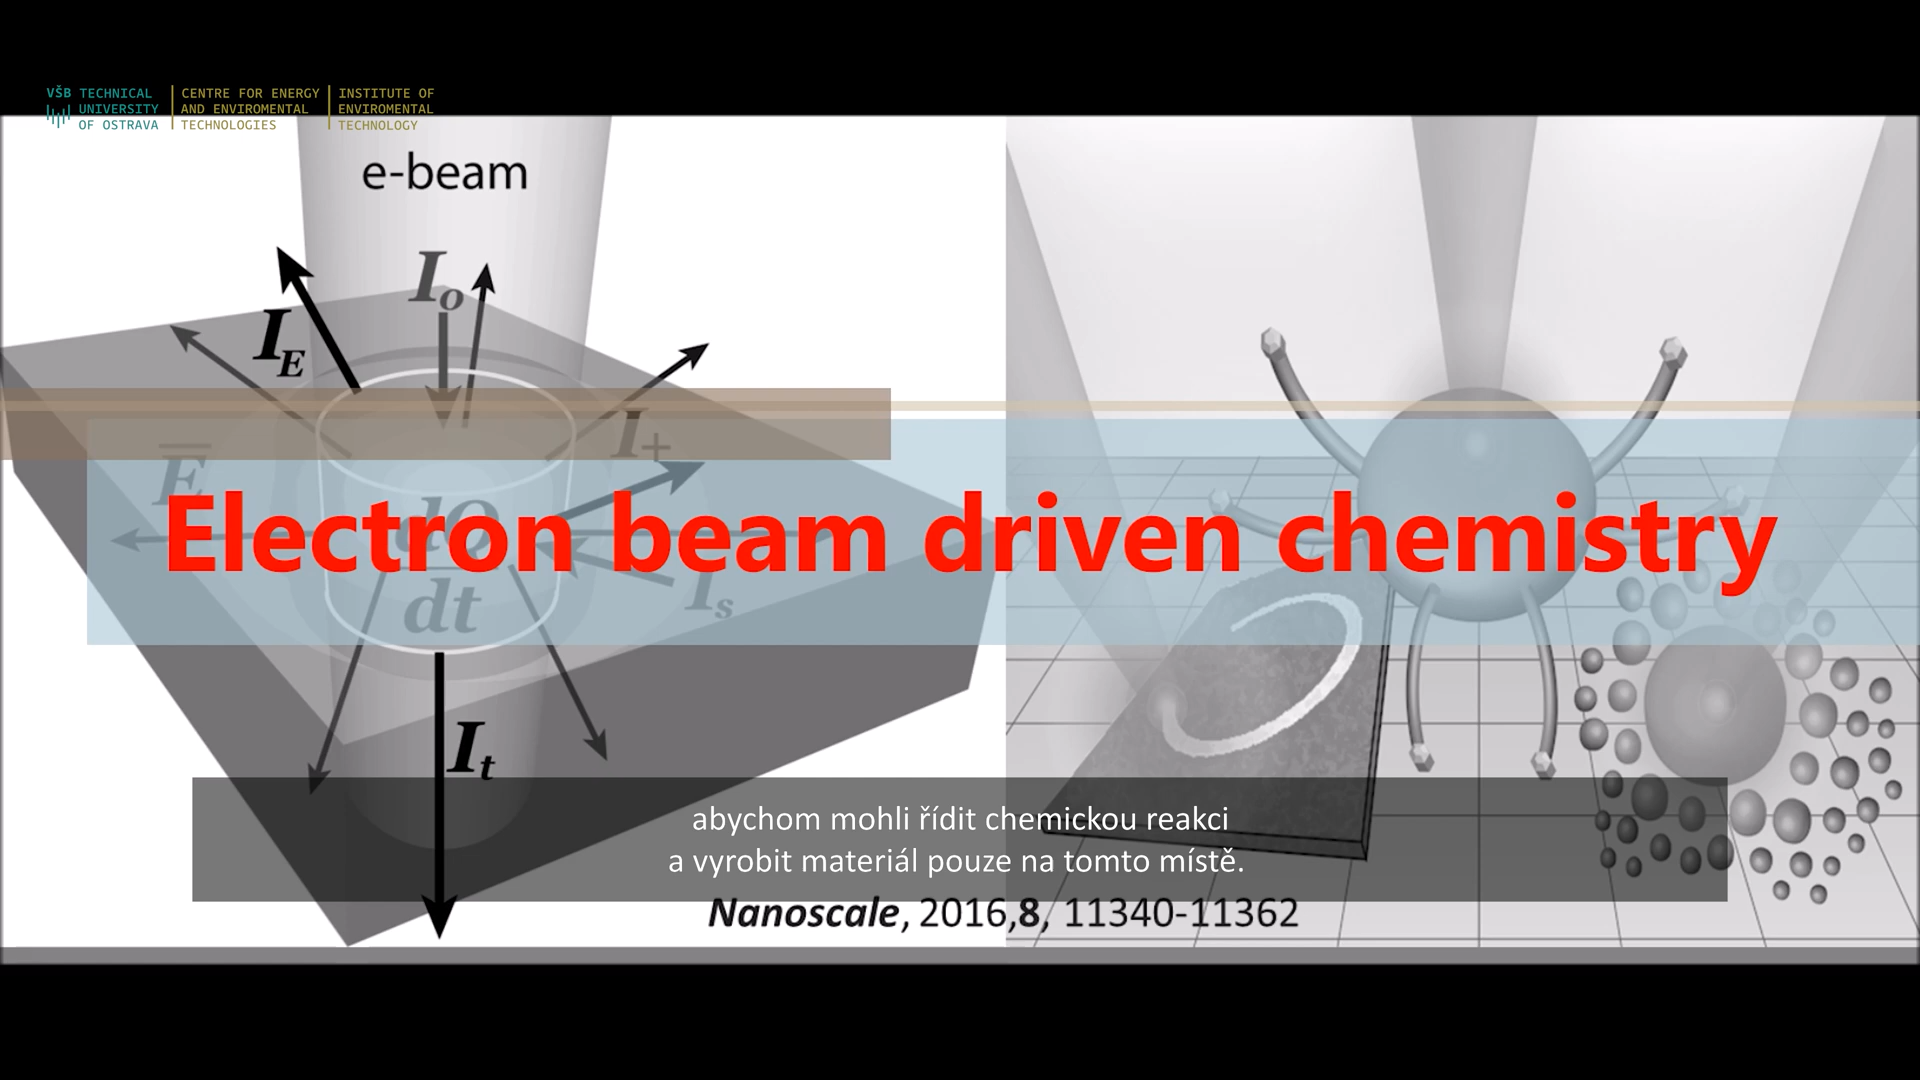 VŠB TECHNICAL UNIVERSITY OF OSTRAVA
CENTRE FOR ENERGY AND ENVIROMENTAL TECHNOLOGIES
INSTITUTE OF ENVIROMENTAL TECHNOLOGY
e-beam
I₀
I_E
I₊
E̅
Electron beam driven chemistry
dQ
dt
I_s
I_t
abychom mohli řídit chemickou reakci
a vyrobit materiál pouze na tomto místě.
Nanoscale, 2016,8, 11340-11362